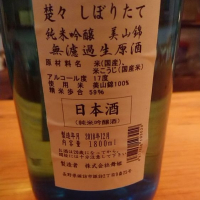 楚々 しぼりたて
純米吟醸 美山錦
無濾過生原酒
原材料名 米(国産)、
米こうじ(国産米)
アルコール度 17度
使用米 美山錦100%
精米歩合 59%
日本酒
(純米吟醸酒)
製造年月 2016年12月
内容量 1800ml
製造者 株式会社舞姫